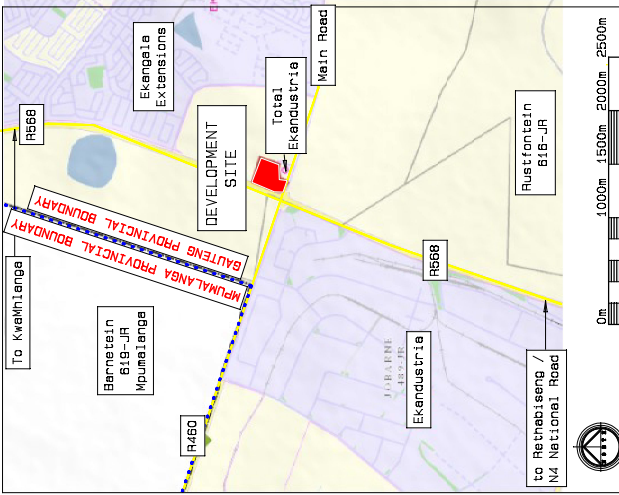 To KwaMhlanga
R568
Ekangala
Extensions
DEVELOPMENT
SITE
Total
Ekandustria
Main Road
GAUTENG PROVINCIAL BOUNDARY
MPUMALANGA PROVINCIAL BOUNDARY
Barnetein
619-JR
Mpumalanga
R460
R568
Rustfontein
616-JR
JOBARNE
489-JR
Ekandustria
to Rethabiseng /
N4 National Road
0m
1000m
1500m
2000m
2500m